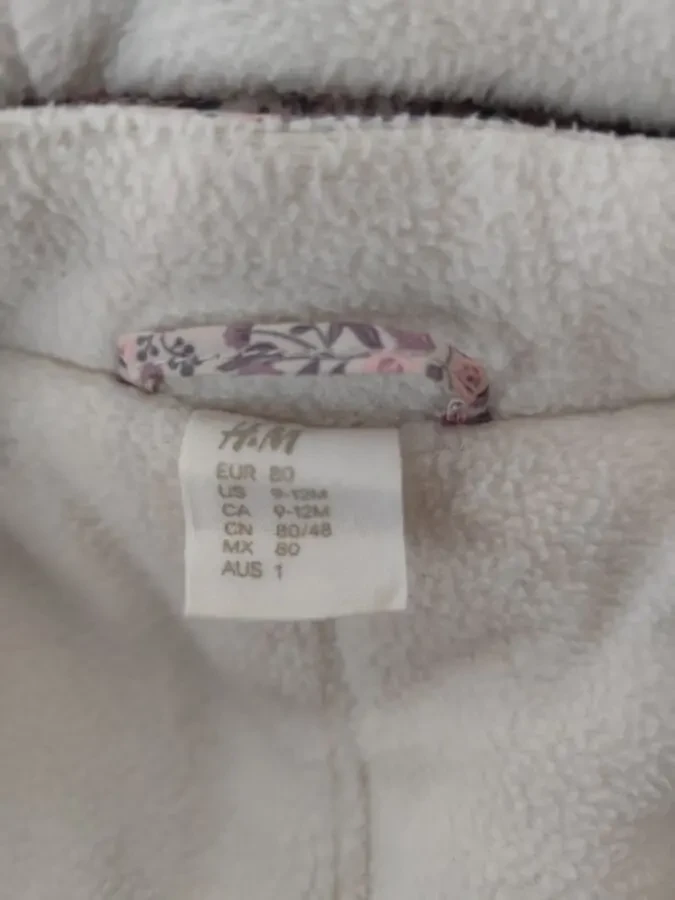 H&M
EUR 80
US 9-12M
CA 9-12M
CN 80/48
MX 80
AUS 1